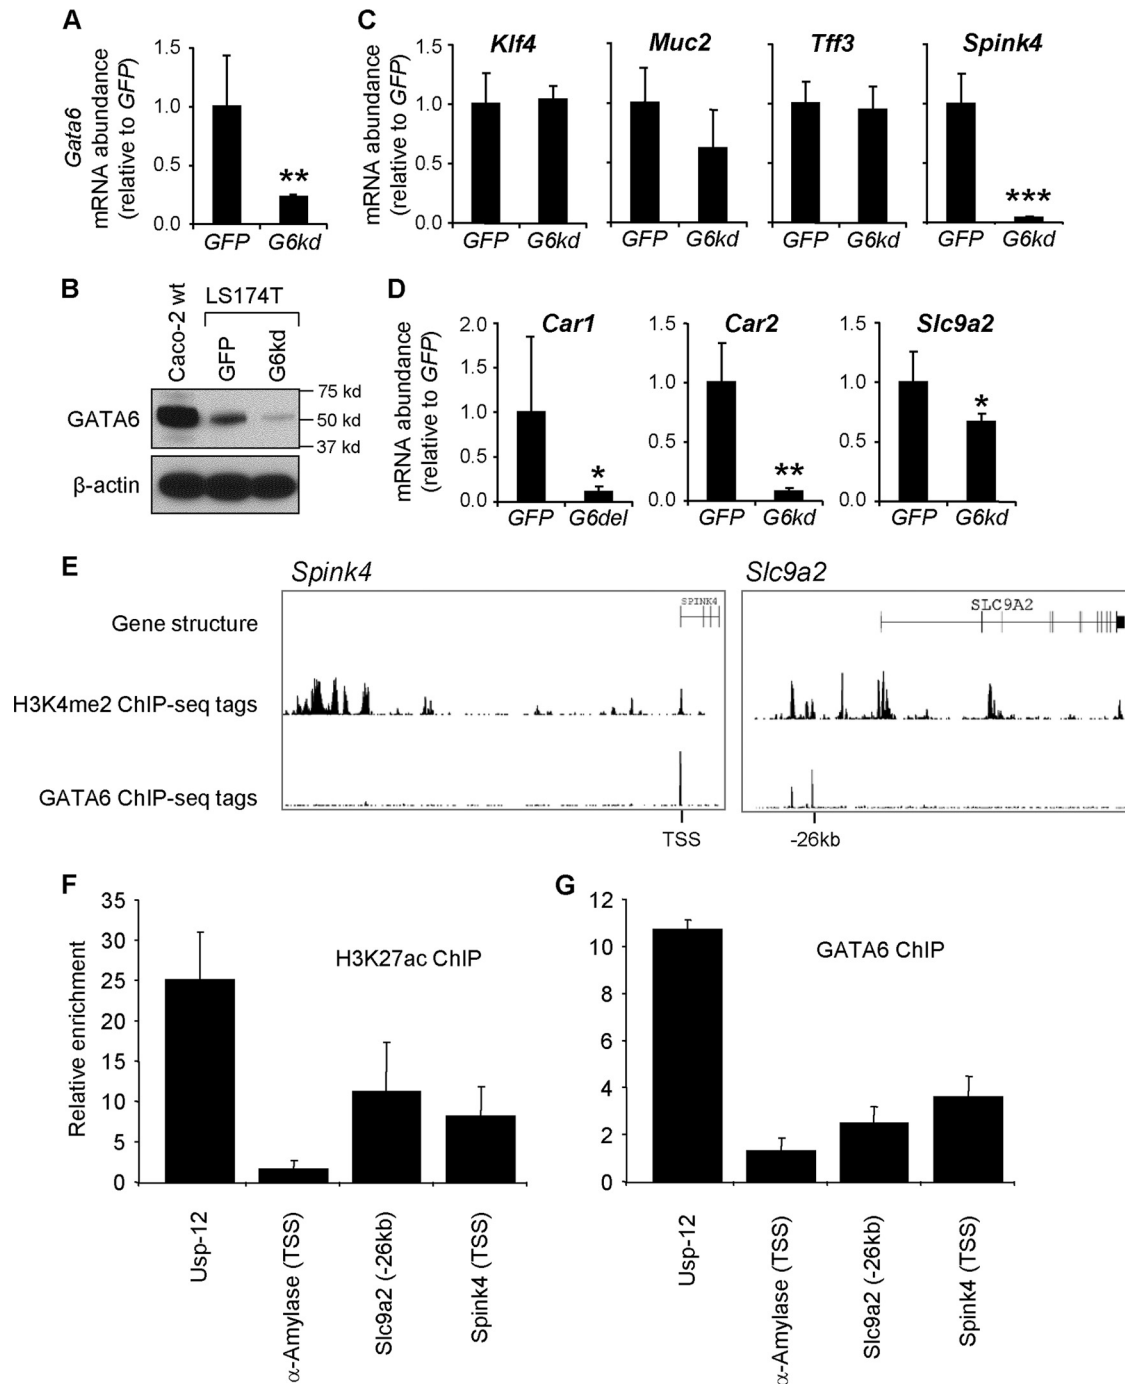 A
Gata6
mRNA abundance
(relative to GFP)
1.5
1.0
0.5
0.0
**
GFP G6kd
C
mRNA abundance
(relative to GFP)
Klf4 Muc2 Tff3 Spink4
1.5
1.0
0.5
0
***
GFP G6kd GFP G6kd GFP G6kd GFP G6kd
B
Caco-2 wt
LS174T
GFP
G6kd
GATA6
75 kd
50 kd
37 kd
β-actin
D
mRNA abundance
(relative to GFP)
Car1
2.0
1.5
1.0
0.5
0.0
*
GFP G6del
Car2
1.5
1.0
0.5
0.0
**
GFP G6kd
Slc9a2
1.5
1.0
0.5
0.0
*
GFP G6kd
E
Spink4 Slc9a2
Gene structure
SPINK4
SLC9A2
H3K4me2 ChIP-seq tags
GATA6 ChIP-seq tags
TSS
-26kb
F
Relative enrichment
35
30
25
20
15
10
5
0
H3K27ac ChIP
Usp-12
α-Amylase (TSS)
Slc9a2 (-26kb)
Spink4 (TSS)
G
12
10
8
6
4
2
0
GATA6 ChIP
Usp-12
α-Amylase (TSS)
Slc9a2 (-26kb)
Spink4 (TSS)